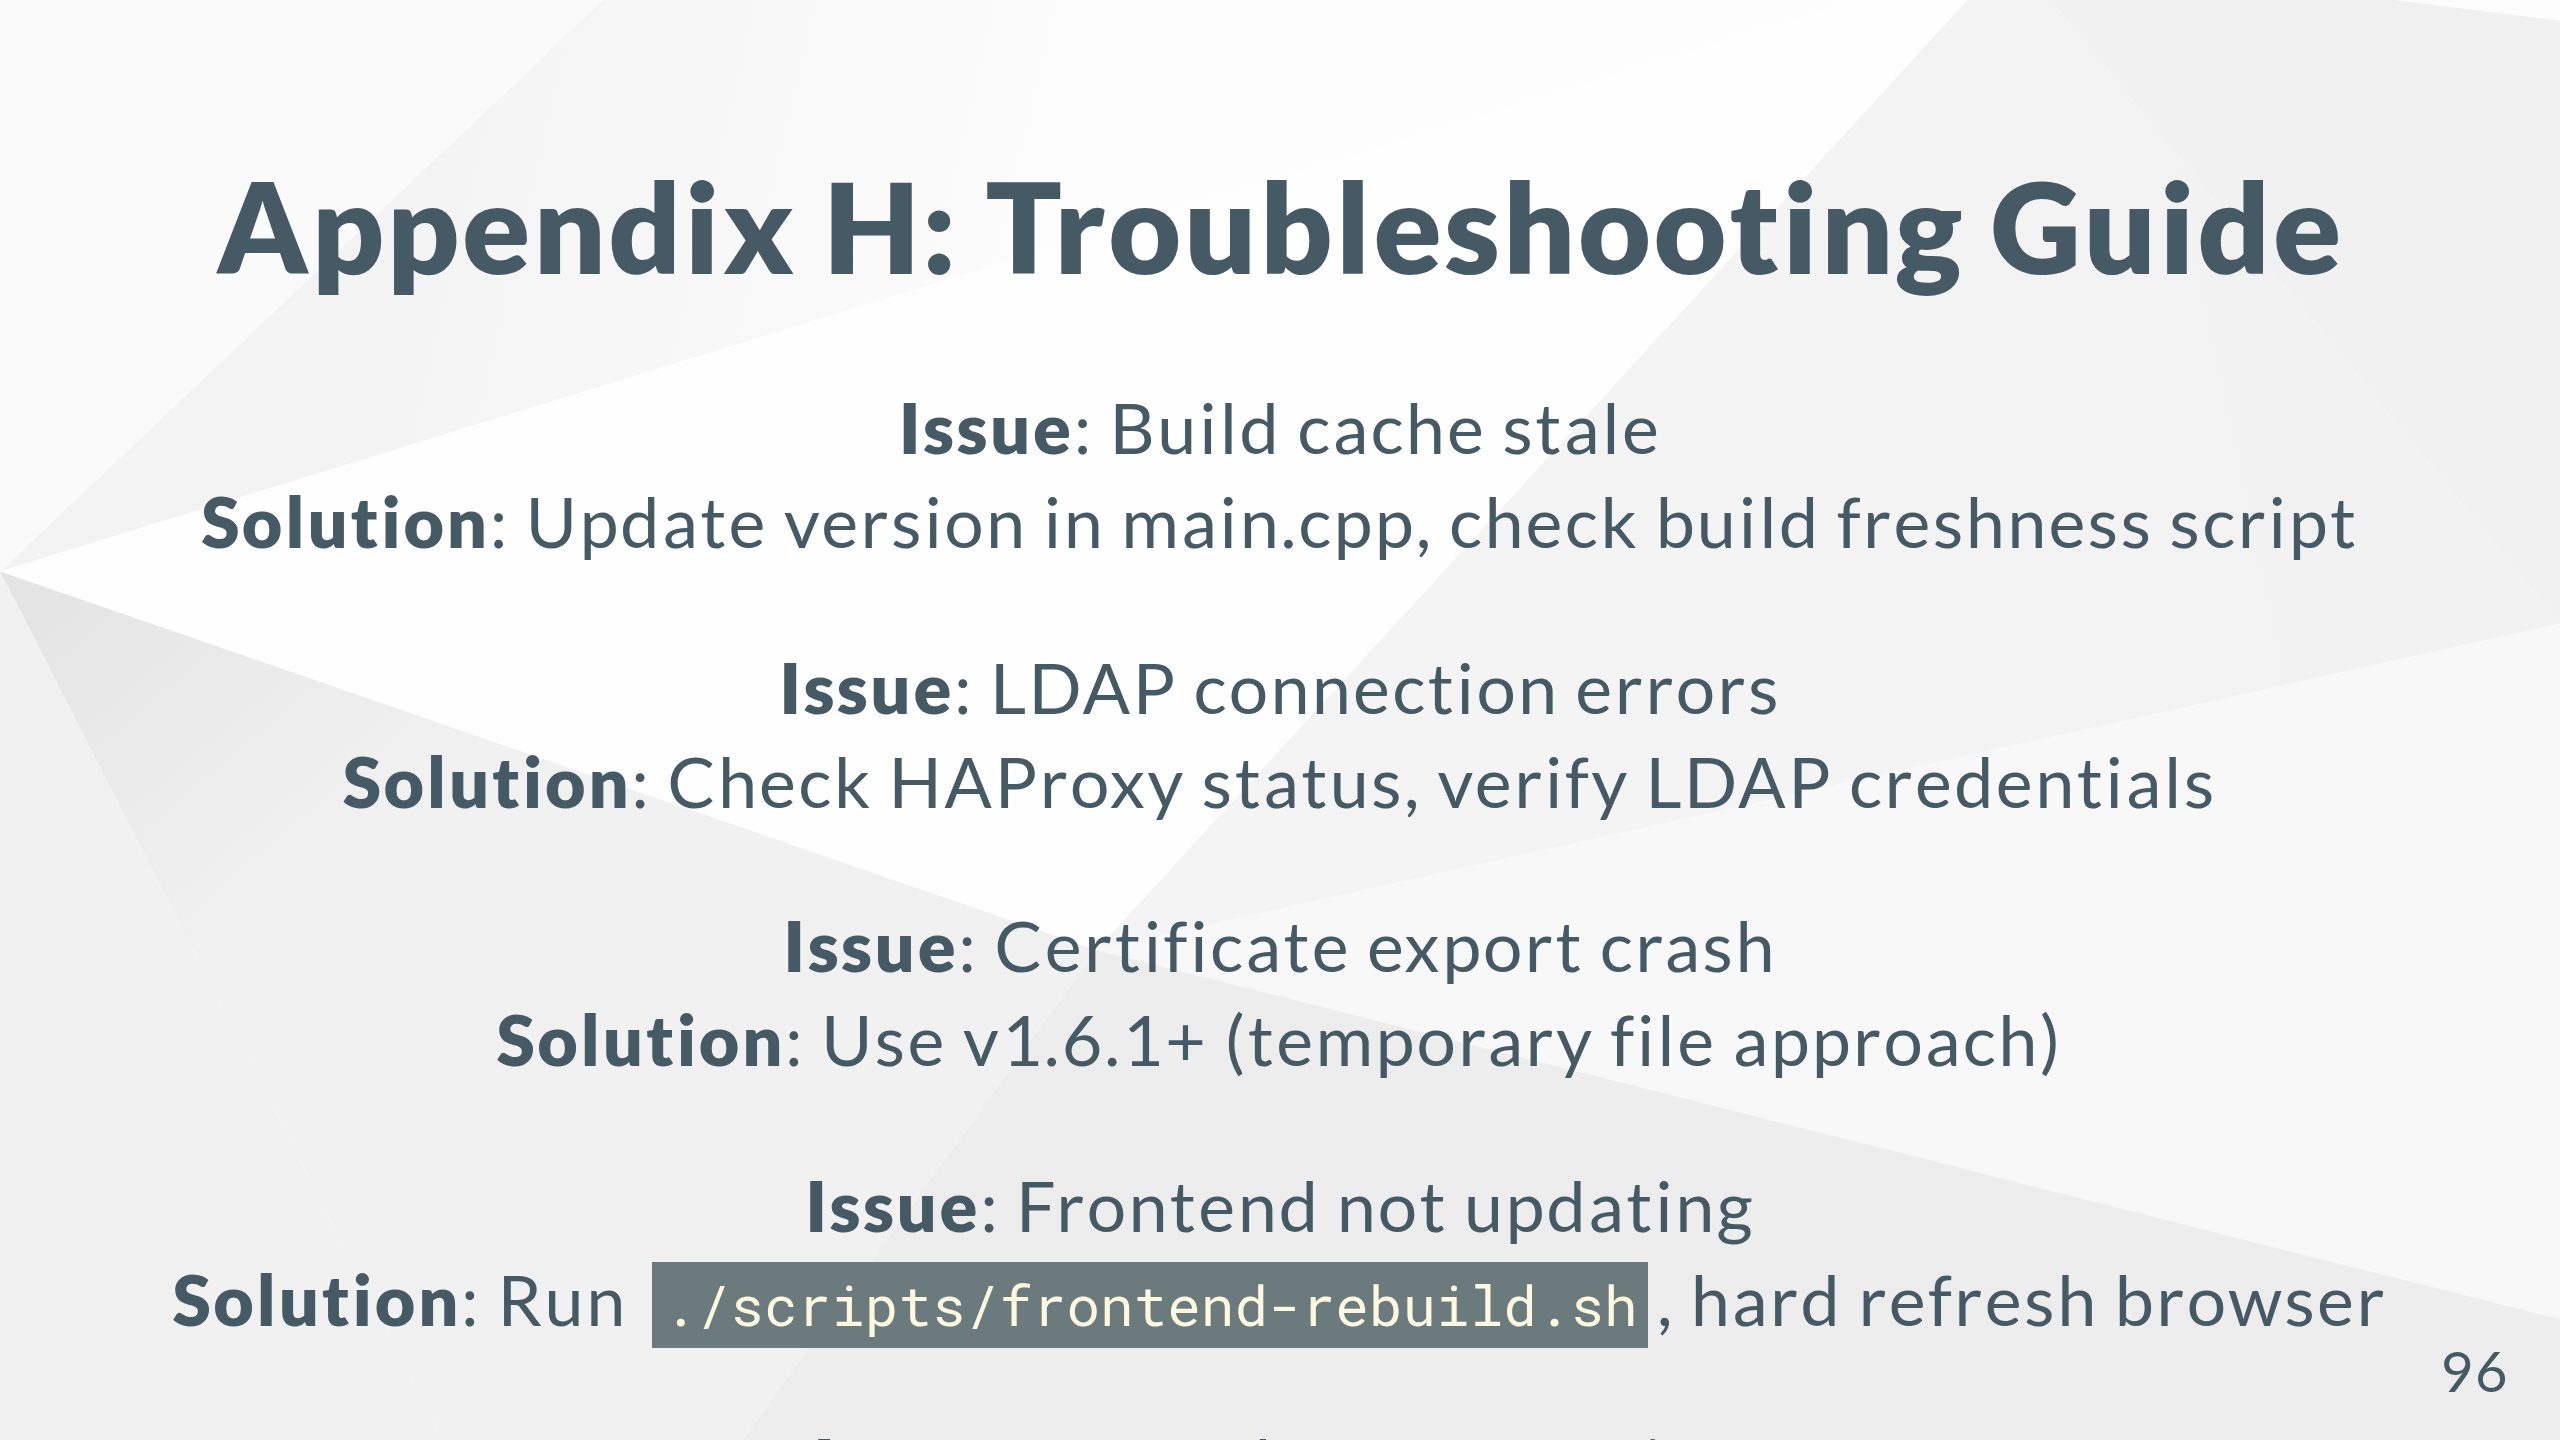 Appendix H: Troubleshooting Guide
Issue: Build cache stale
Solution: Update version in main.cpp, check build freshness script
Issue: LDAP connection errors
Solution: Check HAProxy status, verify LDAP credentials
Issue: Certificate export crash
Solution: Use v1.6.1+ (temporary file approach)
Issue: Frontend not updating
Solution: Run ./scripts/frontend-rebuild.sh, hard refresh browser
96